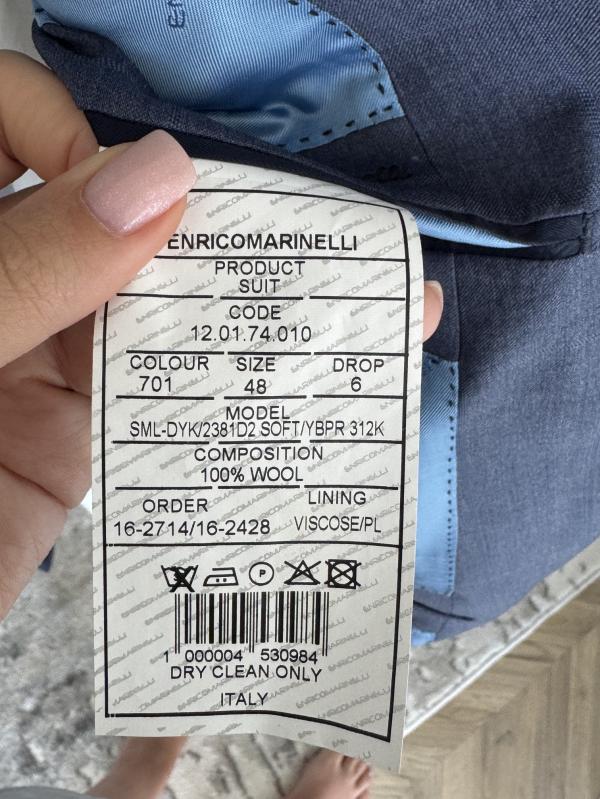 ENRICOMARINELLI
PRODUCT
SUIT
CODE
12.01.74.010
COLOUR SIZE DROP
701 48 6
MODEL
SML-DYK/2381D2 SOFT/YBPR 312K
COMPOSITION
100% WOOL
ORDER LINING
16-2714/16-2428 VISCOSE/PL
P
1 000004 530984
DRY CLEAN ONLY
ITALY